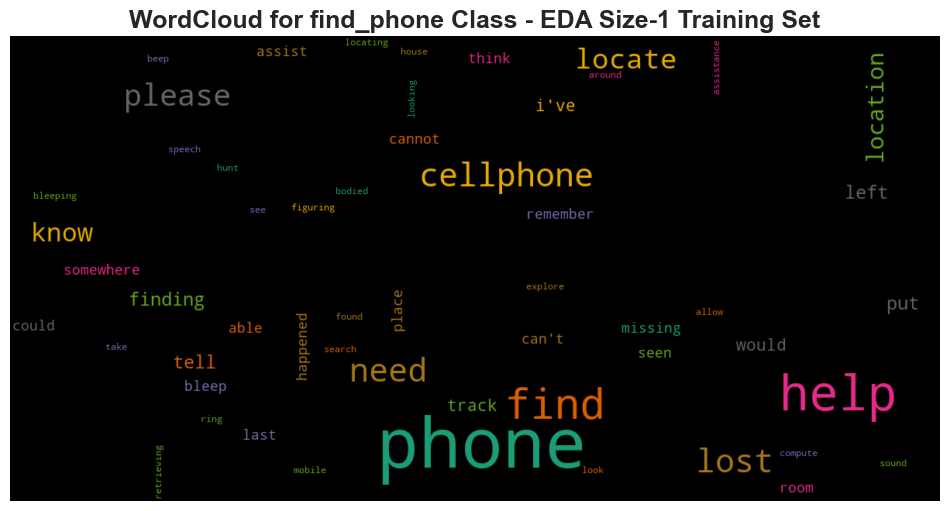 WordCloud for find_phone Class - EDA Size-1 Training Set
locating
beep
assist
house
think
locate
around
assistance
location
please
looking
i've
cannot
speech
hunt
cellphone
bleeping
bodied
left
see
figuring
remember
know
somewhere
finding
explore
place
put
could
able
happened
found
allow
missing
take
search
can't
seen
would
tell
need
bleep
help
find
track
ring
last
phone
lost
compute
retrieving
mobile
look
sound
room